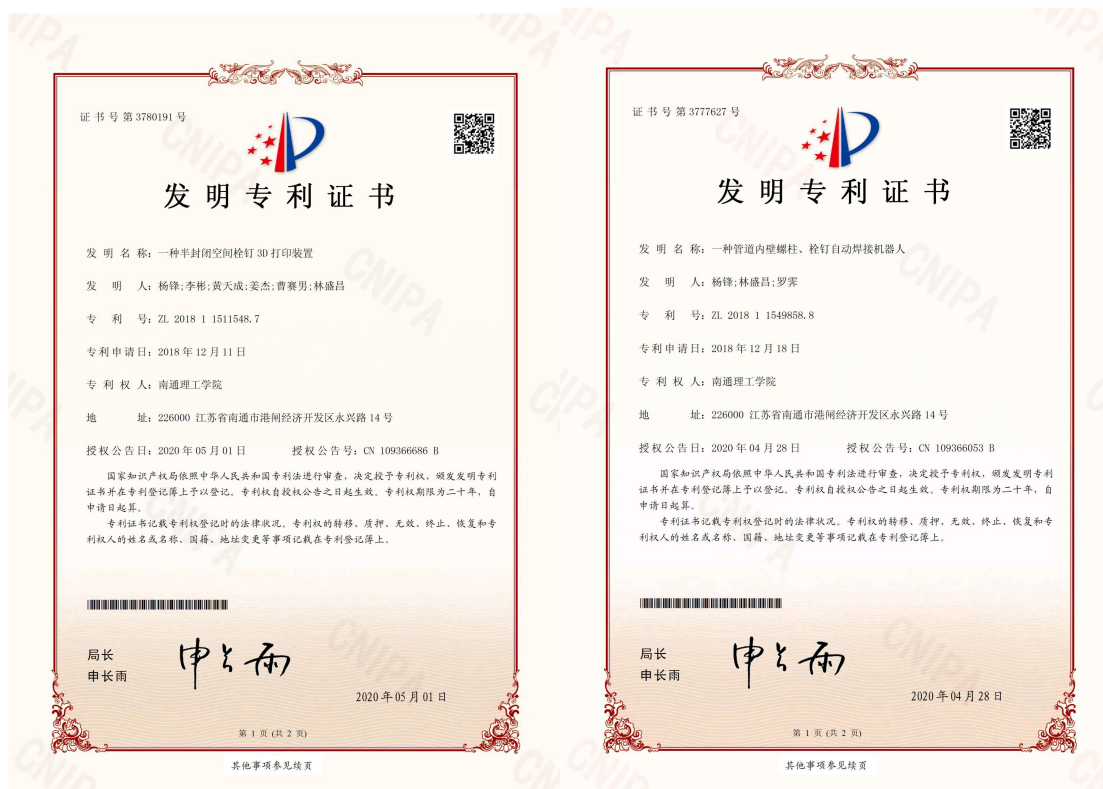 证书号第3780191号
发明专利证书
发明名称：一种半封闭空间栓钉3D打印装置
发明人：杨锋;李彬;黄天成;姜杰;曹赛男;林盛昌
专利号：ZL 2018 1 1511548.7
专利申请日：2018年12月11日
专利权人：南通理工学院
地址：226000 江苏省南通市港闸经济开发区永兴路14号
授权公告日：2020年05月01日 授权公告号：CN 109366686 B
国家知识产权局依照中华人民共和国专利法进行审查，决定授予专利权，颁发发明专利
证书并在专利登记簿上予以登记。专利权自授权公告之日起生效。专利权期限为二十年，自
申请日起算。
专利证书记载专利权登记时的法律状况。专利权的转移、质押、无效、终止、恢复和专
利权人的姓名或名称、国籍、地址变更等事项记载在专利登记簿上。
局长
申长雨
申长雨
2020年05月01日
第 1 页 (共 2 页)
其他事项参见续页
证书号第3777627号
发明专利证书
发明名称：一种管道内壁螺柱、栓钉自动焊接机器人
发明人：杨锋;林盛昌;罗霁
专利号：ZL 2018 1 1549858.8
专利申请日：2018年12月18日
专利权人：南通理工学院
地址：226000 江苏省南通市港闸经济开发区永兴路14号
授权公告日：2020年04月28日 授权公告号：CN 109366053 B
国家知识产权局依照中华人民共和国专利法进行审查，决定授予专利权，颁发发明专利
证书并在专利登记簿上予以登记。专利权自授权公告之日起生效。专利权期限为二十年，自
申请日起算。
专利证书记载专利权登记时的法律状况。专利权的转移、质押、无效、终止、恢复和专
利权人的姓名或名称、国籍、地址变更等事项记载在专利登记簿上。
局长
申长雨
申长雨
2020年04月28日
第 1 页 (共 2 页)
其他事项参见续页
CNIPA